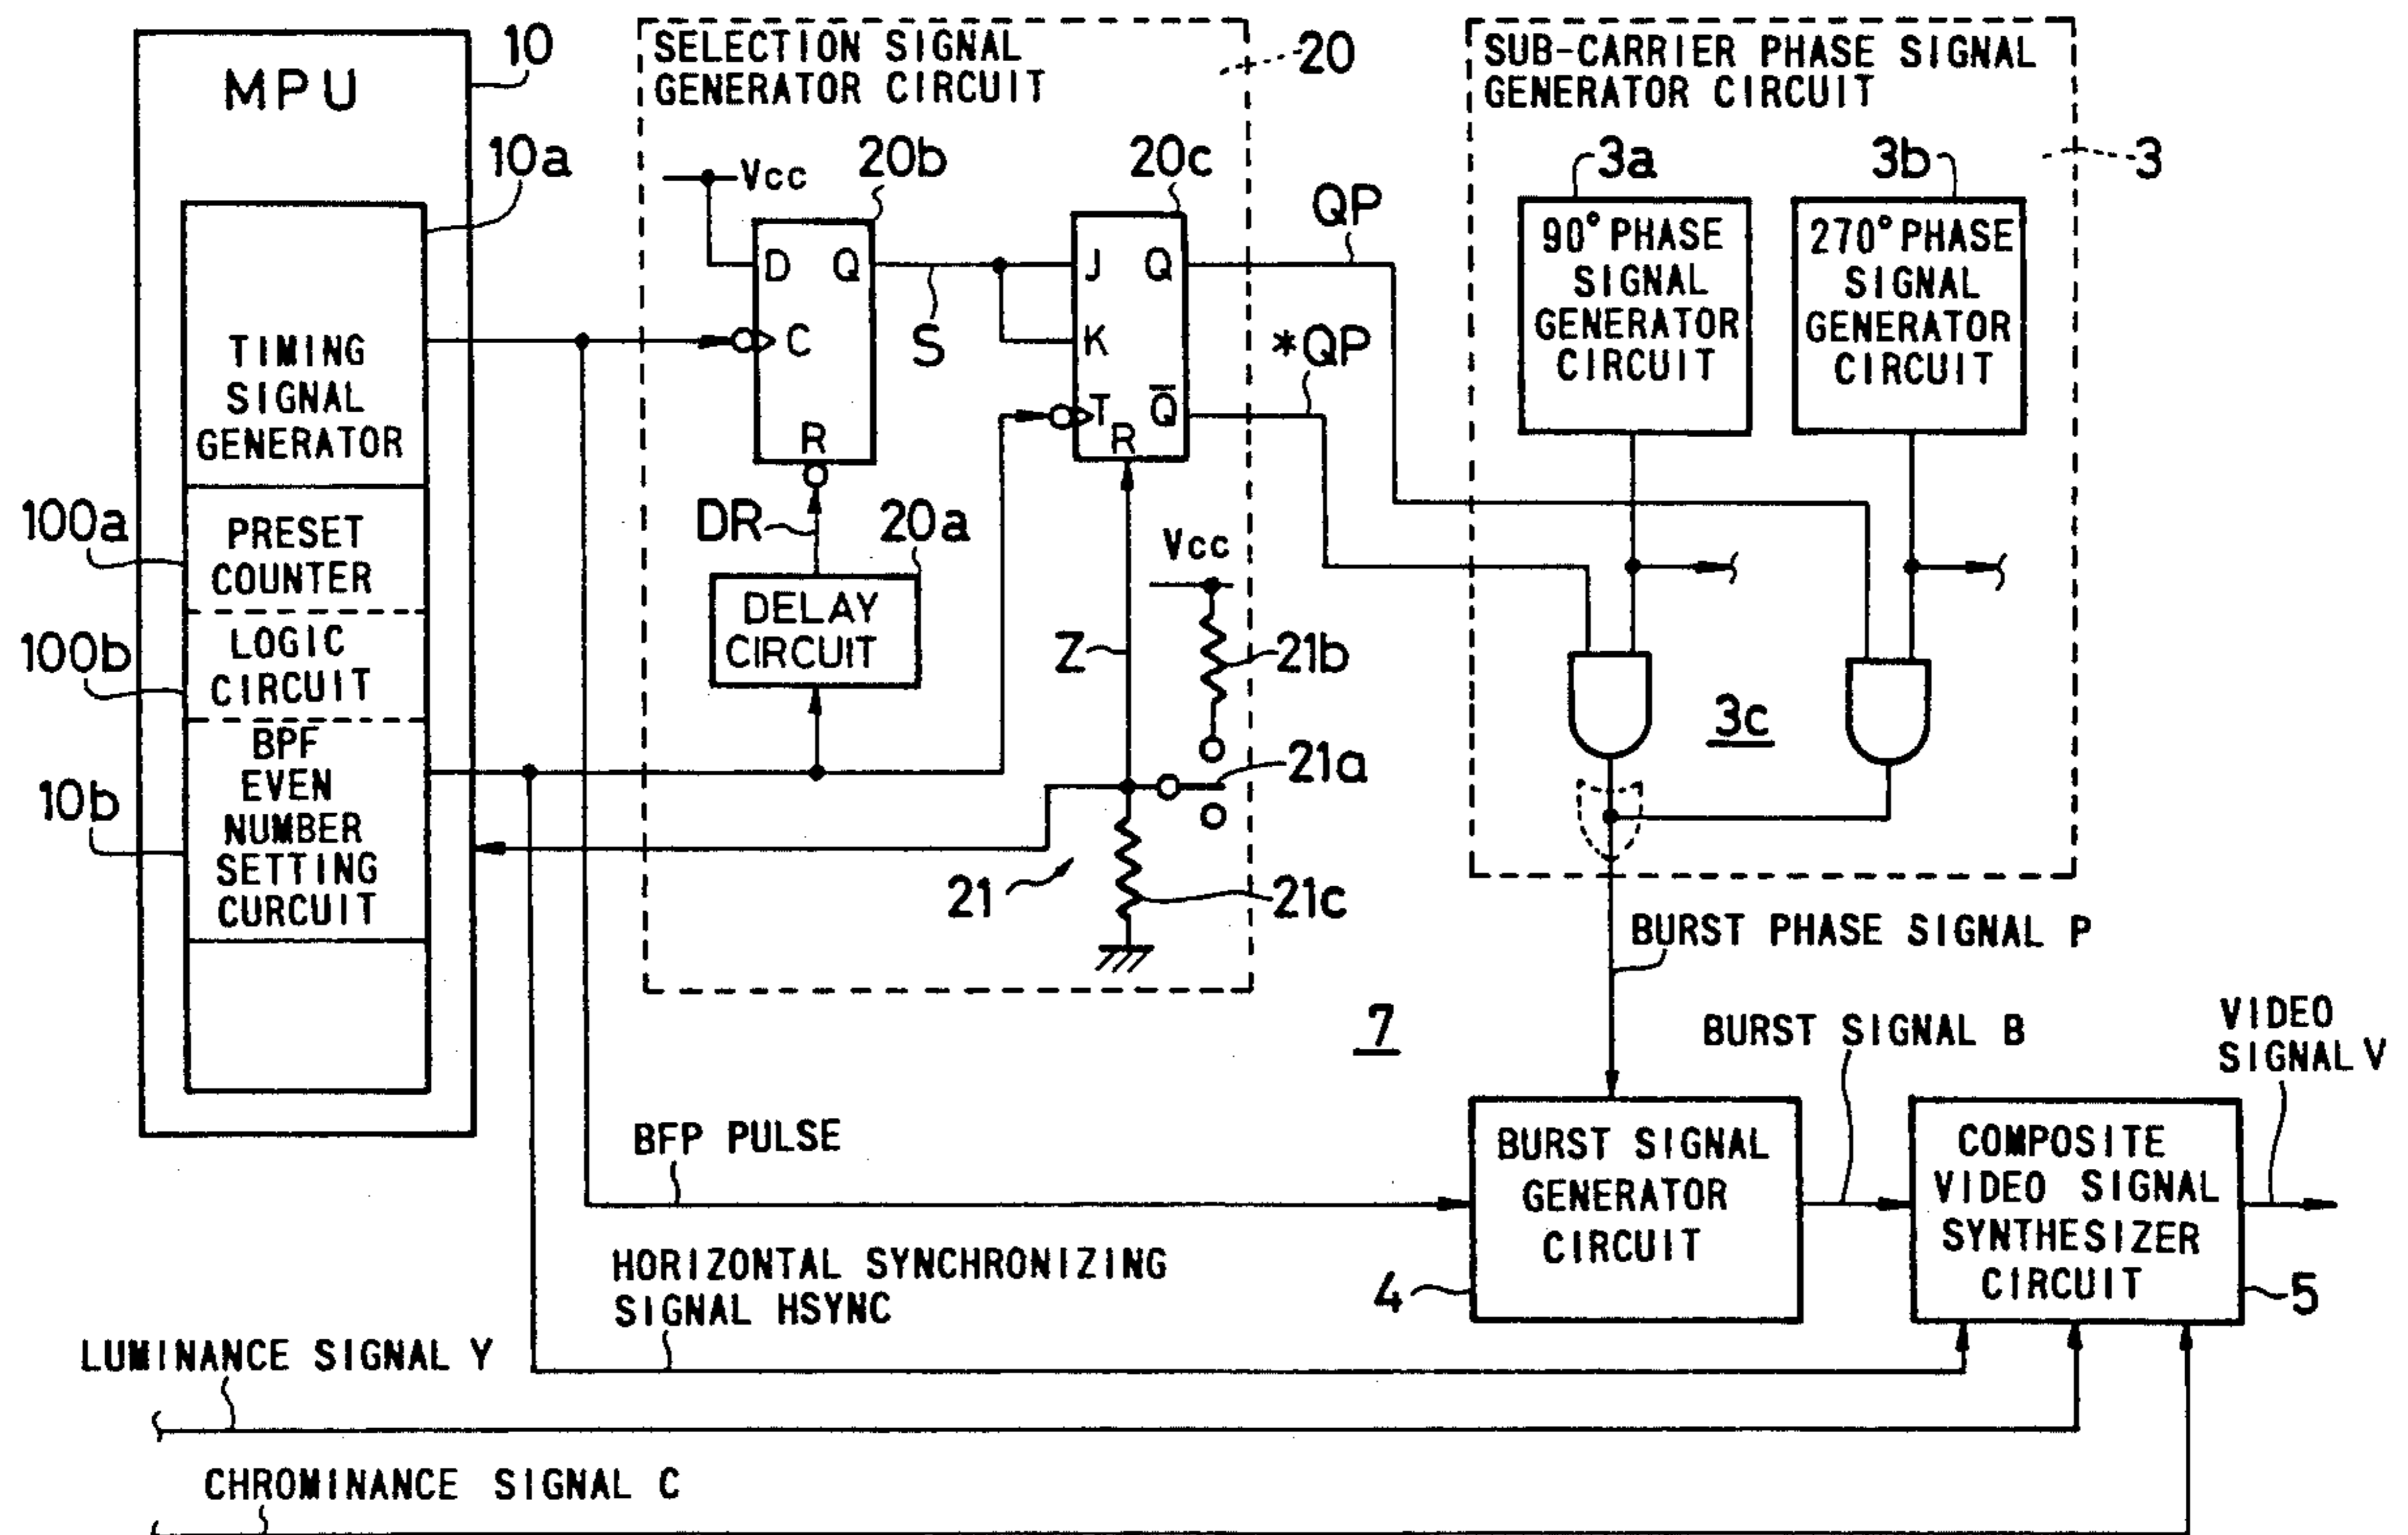 MPU
10
10a
TIMING
SIGNAL
GENERATOR
100a
PRESET
COUNTER
100b
LOGIC
CIRCUIT
10b
BPF
EVEN
NUMBER
SETTING
CURCUIT
SELECTION SIGNAL
GENERATOR CIRCUIT
20
Vcc
20b
D
Q
C
R
S
20c
J
Q
K
T
Q̅
R
QP
*QP
DR
20a
DELAY
CIRCUIT
Z
Vcc
21b
21a
21
21c
SUB-CARRIER PHASE SIGNAL
GENERATOR CIRCUIT
3
3a
90° PHASE
SIGNAL
GENERATOR
CIRCUIT
3b
270° PHASE
SIGNAL
GENERATOR
CIRCUIT
3c
BURST PHASE SIGNAL P
7
BURST SIGNAL B
VIDEO
SIGNAL V
BFP PULSE
BURST SIGNAL
GENERATOR
CIRCUIT
4
COMPOSITE
VIDEO SIGNAL
SYNTHESIZER
CIRCUIT
5
HORIZONTAL SYNCHRONIZING
SIGNAL HSYNC
LUMINANCE SIGNAL Y
CHROMINANCE SIGNAL C